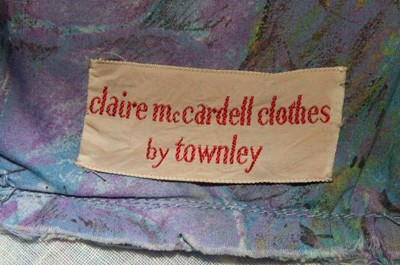 claire mccardell clothes
by townley